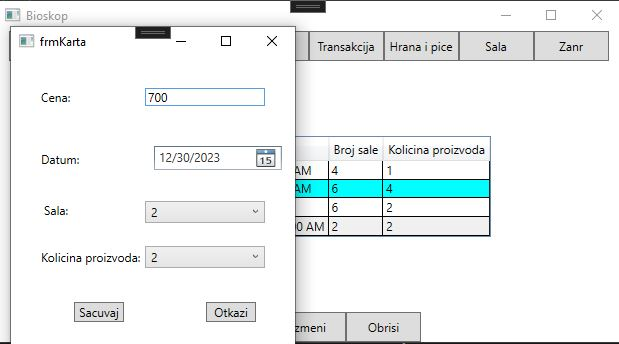 Bioskop
frmKarta
Transakcija Hrana i pice Sala Zanr
Cena: 700
Datum: 12/30/2023 15
Sala: 2
Kolicina proizvoda: 2
Sacuvaj Otkazi
Broj sale Kolicina proizvoda
AM 4 1
AM 6 4
6 2
0 AM 2 2
zmeni Obrisi